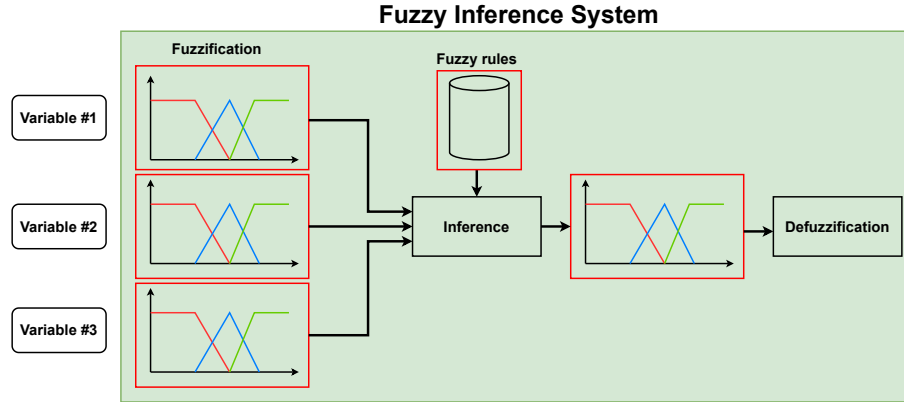 Fuzzy Inference System
Fuzzification
Fuzzy rules
Variable #1
Variable #2
Inference
Defuzzification
Variable #3